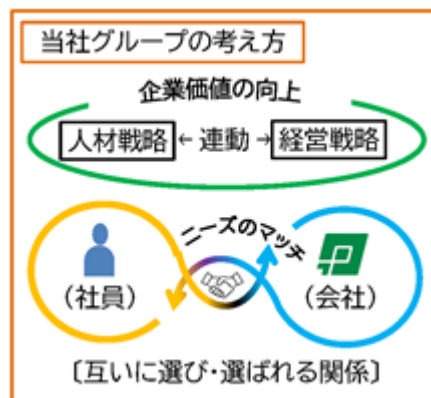 当社グループの考え方
企業価値の向上
人材戦略 ← 連動 → 経営戦略
ニーズのマッチ
(社員) (会社)
〔互いに選び・選ばれる関係〕